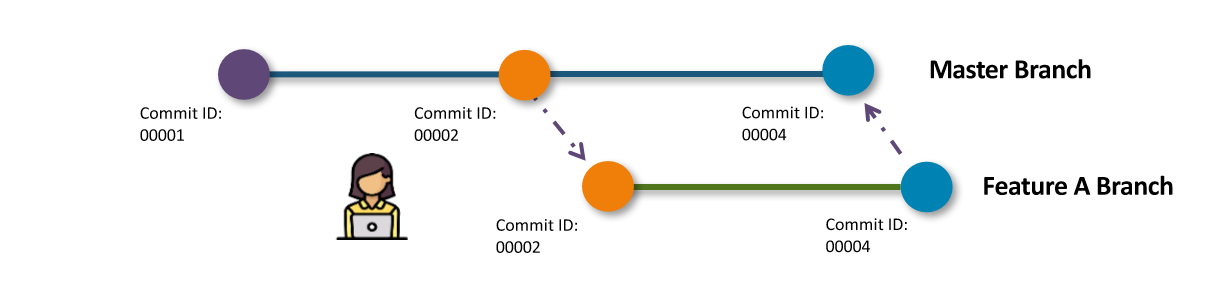 Master Branch
Commit ID:
00001
Commit ID:
00002
Commit ID:
00004
Feature A Branch
Commit ID:
00002
Commit ID:
00004